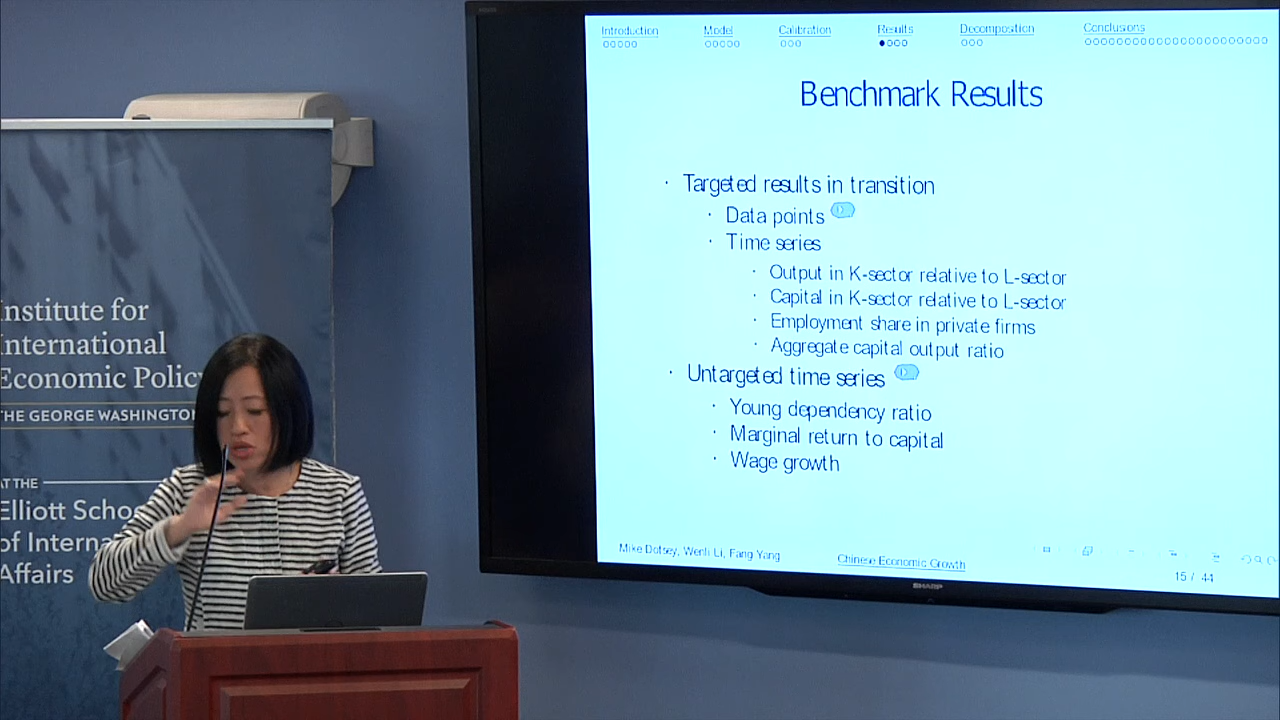 Institute for
International
Economic Policy
THE GEORGE WASHINGTON
AT THE
Elliott
of
Affairs
Introduction
Model
Calibration
Results
Decomposition
Conclusions
Benchmark Results
· Targeted results in transition
· Data points
· Time series
· Output in K-sector relative to L-sector
· Capital in K-sector relative to L-sector
· Employment share in private firms
· Aggregate capital output ratio
· Untargeted time series
· Young dependency ratio
· Marginal return to capital
· Wage growth
Mike Dotsey, Wenli Li, Fang Yang
Chinese Economic Growth
15 / 44
SHARP